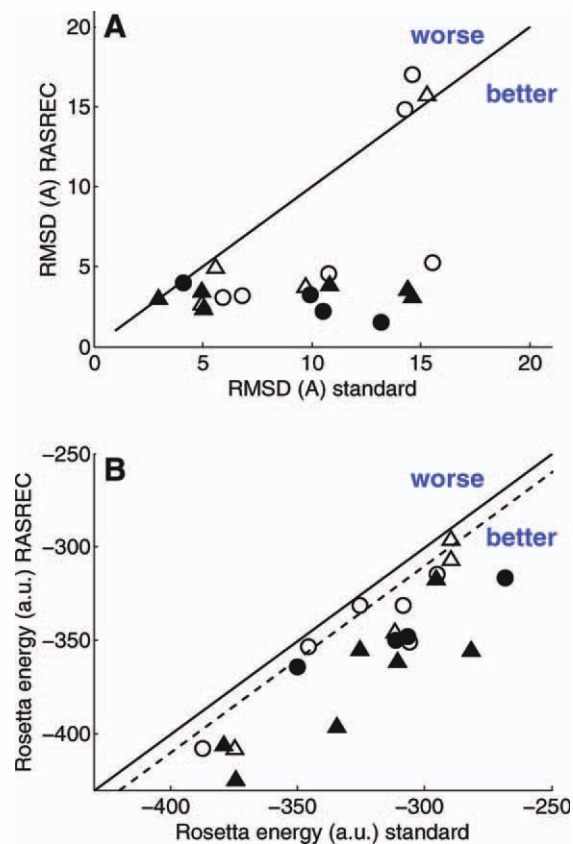 A
20
worse
better
15
10
5
0
RMSD (A) RASREC
0 5 10 15 20
RMSD (A) standard
B
−250
worse
better
−300
−350
−400
Rosetta energy (a.u.) RASREC
−400 −350 −300 −250
Rosetta energy (a.u.) standard